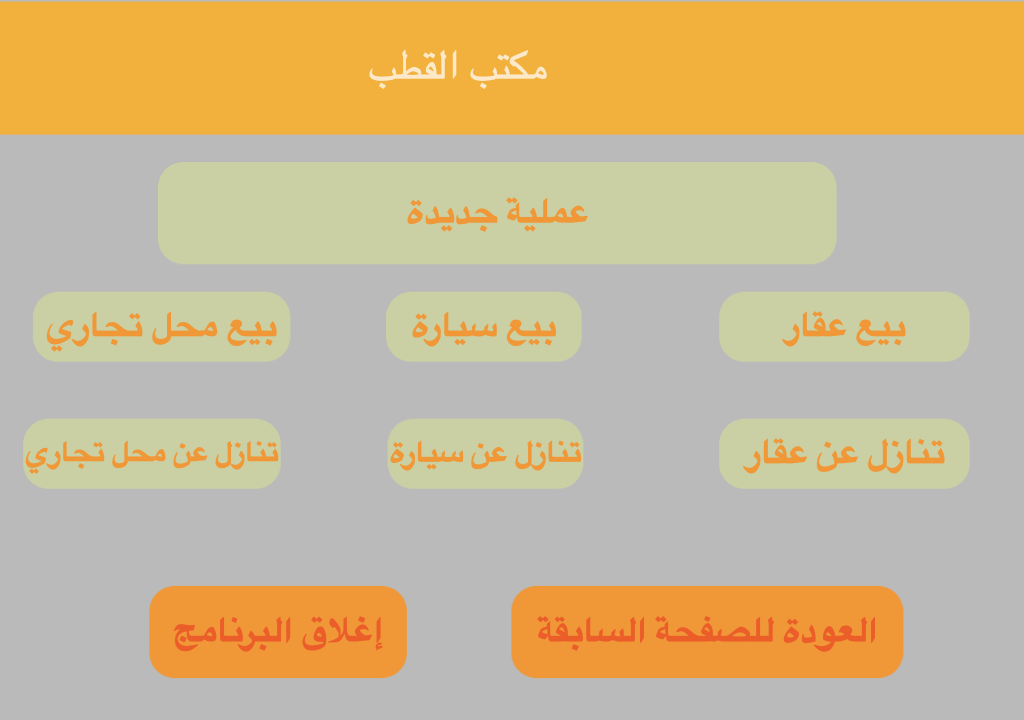 مكتب القطب
عملية جديدة
بيع عقار
بيع سيارة
بيع محل تجاري
تنازل عن عقار
تنازل عن سيارة
تنازل عن محل تجاري
العودة للصفحة السابقة
إغلاق البرنامج